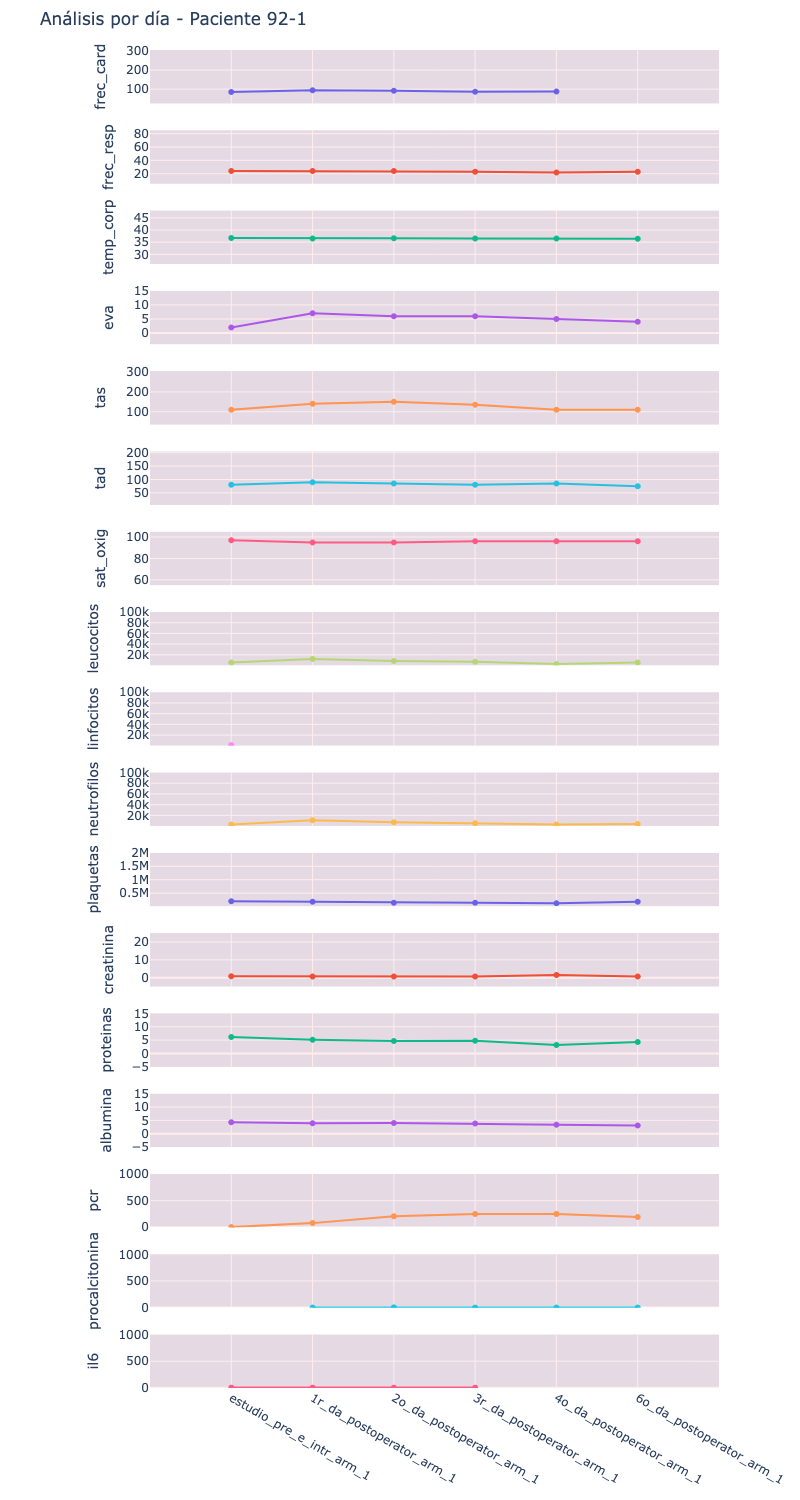 Análisis por día - Paciente 92-1
frec_card
300
200
100
frec_resp
80
60
40
20
temp_corp
45
40
35
30
eva
15
10
5
0
tas
300
200
100
tad
200
150
100
50
sat_oxig
100
80
60
leucocitos
100k
80k
60k
40k
20k
linfocitos
100k
80k
60k
40k
20k
neutrofilos
100k
80k
60k
40k
20k
plaquetas
2M
1.5M
1M
0.5M
creatinina
20
10
0
proteinas
15
10
5
0
−5
albumina
15
10
5
0
−5
pcr
1000
500
0
procalcitonina
1000
500
0
il6
1000
500
0
estudio_pre_e_intr_arm_1
1r_da_postoperator_arm_1
2o_da_postoperator_arm_1
3r_da_postoperator_arm_1
4o_da_postoperator_arm_1
6o_da_postoperator_arm_1